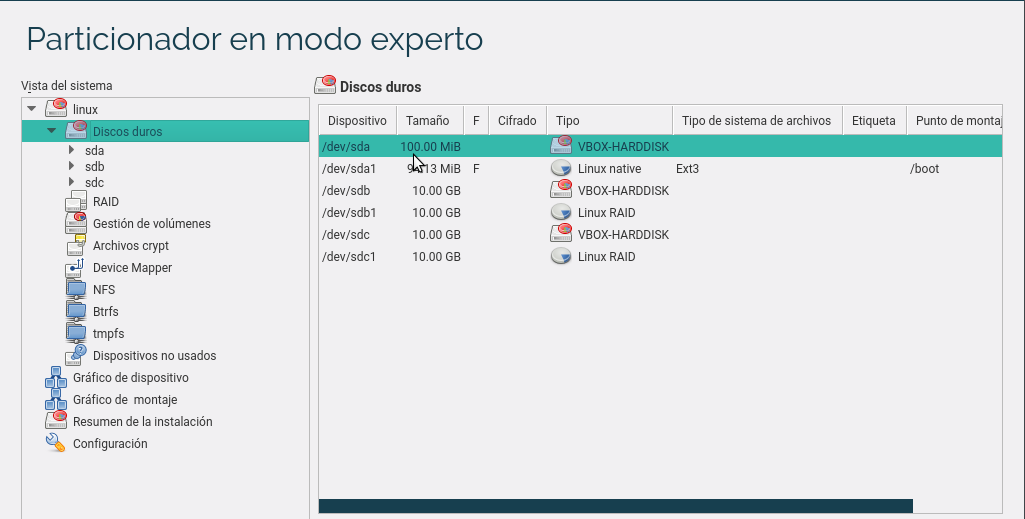 Particionador en modo experto
Vista del sistema
linux
Discos duros
sda
sdb
sdc
RAID
Gestión de volúmenes
Archivos crypt
Device Mapper
NFS
Btrfs
tmpfs
Dispositivos no usados
Gráfico de dispositivo
Gráfico de montaje
Resumen de la instalación
Configuración
Discos duros
Dispositivo Tamaño F Cifrado Tipo Tipo de sistema de archivos Etiqueta Punto de montaj
/dev/sda 100.00 MiB VBOX-HARDDISK
/dev/sda1 MiB F Linux native Ext3 /boot
/dev/sdb 10.00 GB VBOX-HARDDISK
/dev/sdb1 10.00 GB Linux RAID
/dev/sdc 10.00 GB VBOX-HARDDISK
/dev/sdc1 10.00 GB Linux RAID